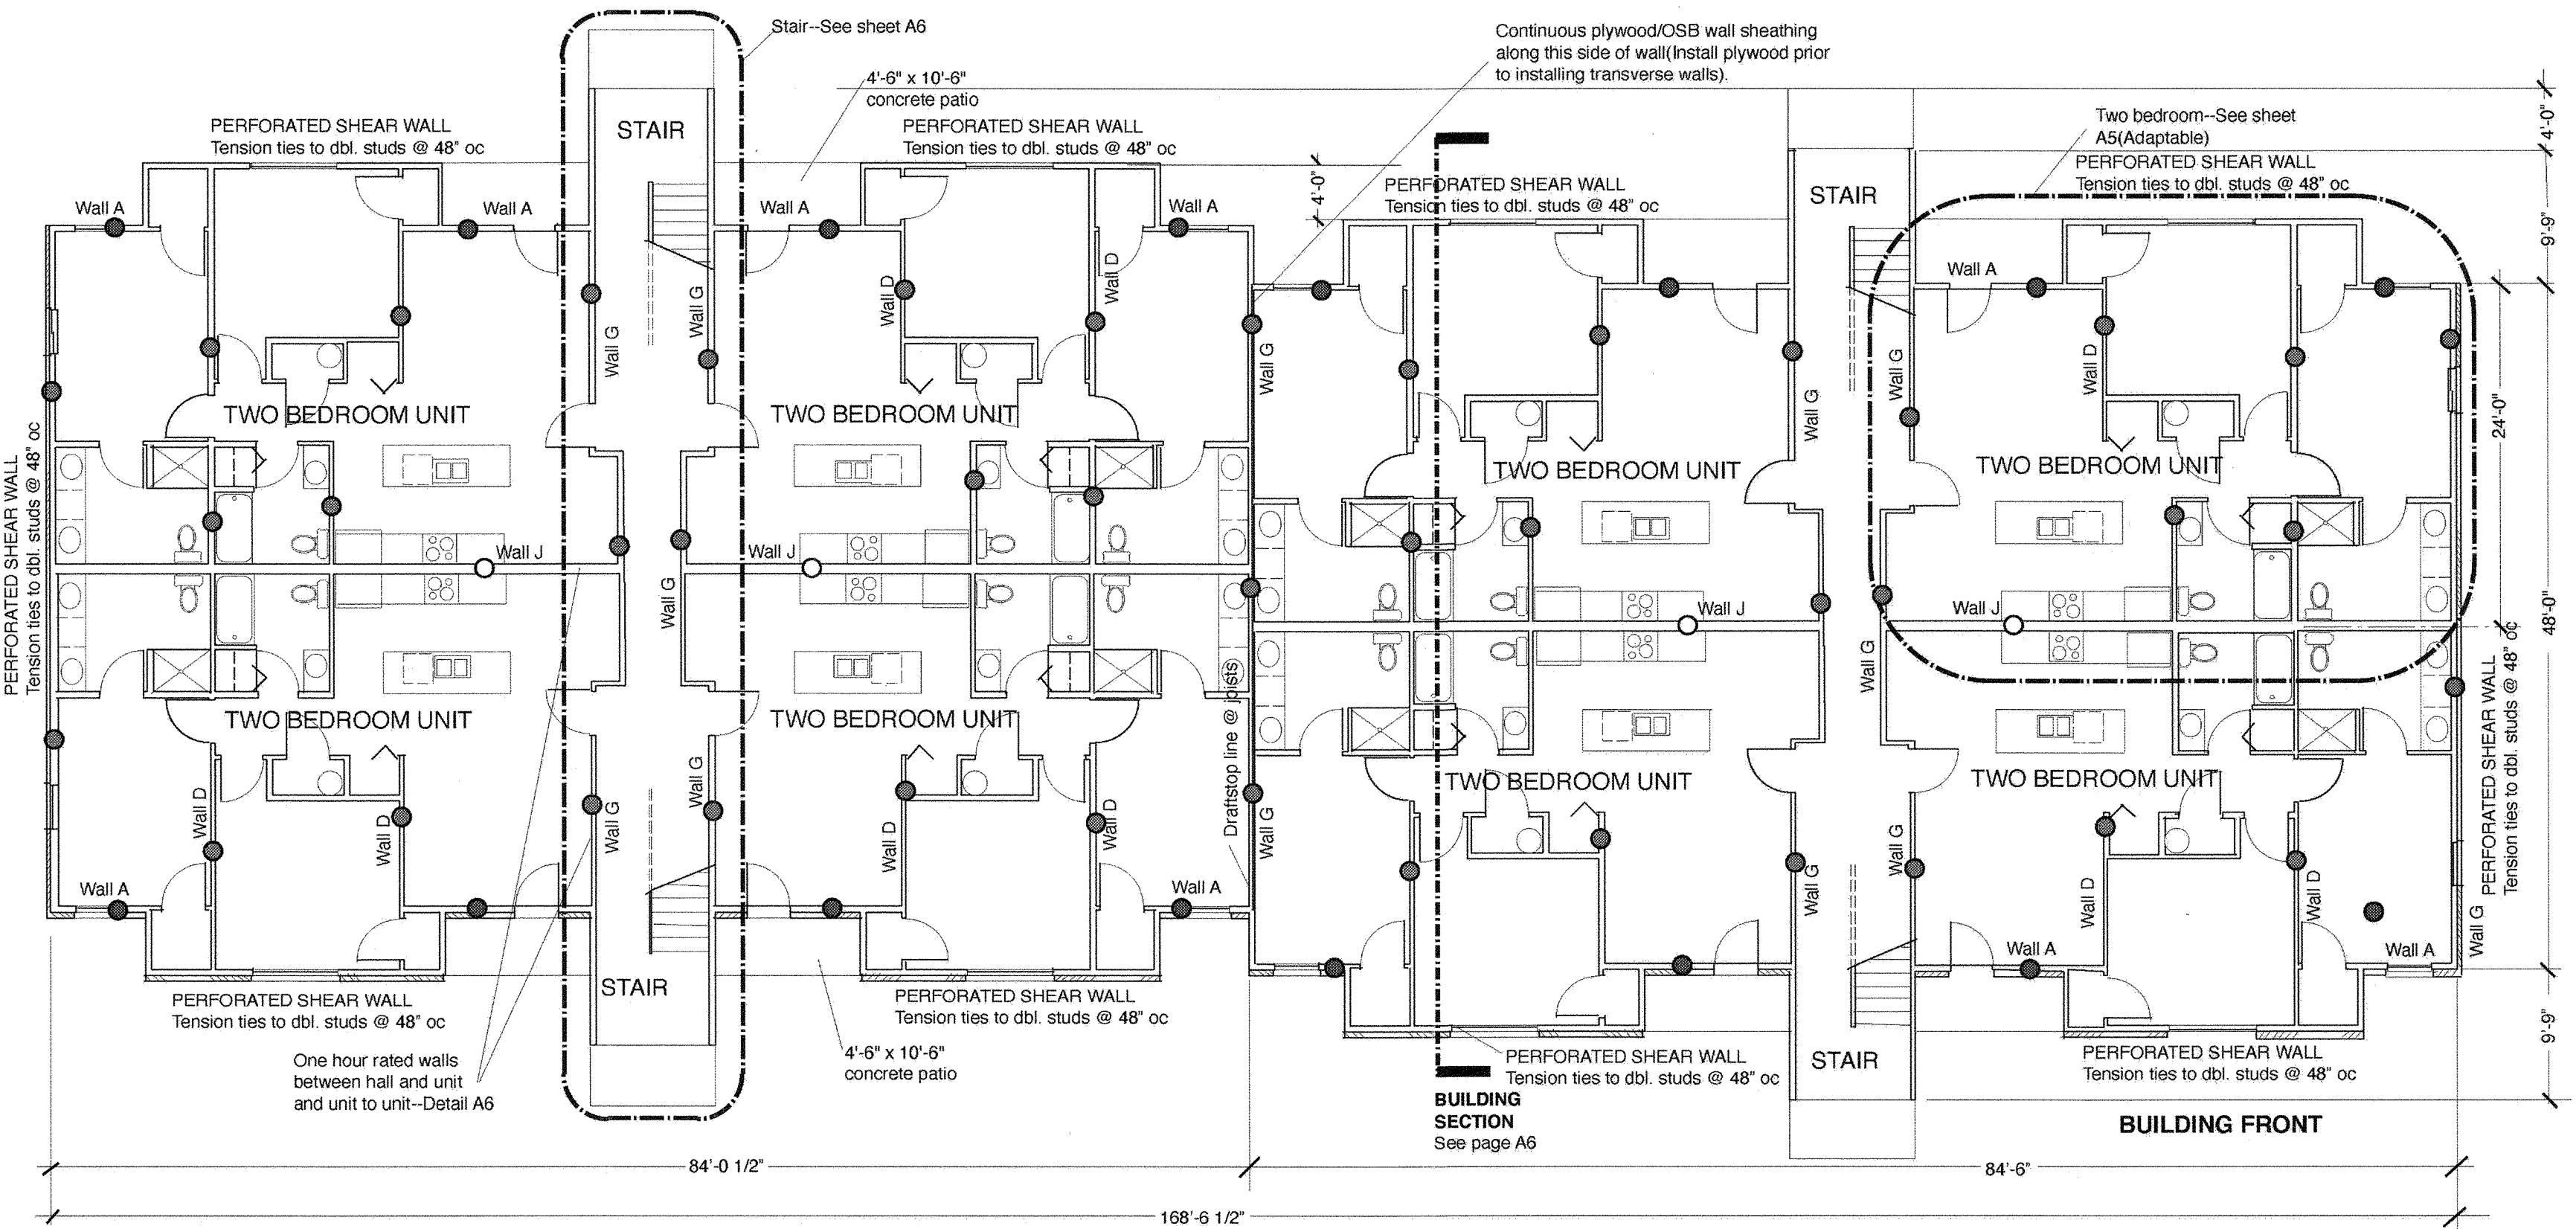 Stair--See sheet A6
Continuous plywood/OSB wall sheathing
along this side of wall(Install plywood prior
to installing transverse walls).
4'-6" x 10'-6"
concrete patio
4'-0"
Two bedroom--See sheet
A5(Adaptable)
PERFORATED SHEAR WALL
Tension ties to dbl. studs @ 48" oc
STAIR
PERFORATED SHEAR WALL
Tension ties to dbl. studs @ 48" oc
PERFORATED SHEAR WALL
Tension ties to dbl. studs @ 48" oc
4'-0"
PERFORATED SHEAR WALL
Tension ties to dbl. studs @ 48" oc
STAIR
9'-9"
Wall A
Wall A
Wall A
Wall A
Wall A
Wall D
Wall D
Wall G
Wall G
Wall G
Wall G
Wall G
Wall D
24'-0"
TWO BEDROOM UNIT
TWO BEDROOM UNIT
TWO BEDROOM UNIT
TWO BEDROOM UNIT
PERFORATED SHEAR WALL
Tension ties to dbl. studs @ 48" oc
Wall J
Wall J
Wall J
Wall J
Wall G
Wall G
48'-0"
TWO BEDROOM UNIT
TWO BEDROOM UNIT
TWO BEDROOM UNIT
TWO BEDROOM UNIT
Draftstop line @ joists
PERFORATED SHEAR WALL
Tension ties to dbl. studs @ 48" oc
Wall D
Wall D
Wall G
Wall G
Wall D
Wall D
Wall G
Wall G
Wall G
Wall D
Wall D
Wall G
Wall A
Wall A
Wall A
Wall A
STAIR
PERFORATED SHEAR WALL
Tension ties to dbl. studs @ 48" oc
PERFORATED SHEAR WALL
Tension ties to dbl. studs @ 48" oc
9'-9"
One hour rated walls
between hall and unit
and unit to unit--Detail A6
4'-6" x 10'-6"
concrete patio
PERFORATED SHEAR WALL
Tension ties to dbl. studs @ 48" oc
STAIR
PERFORATED SHEAR WALL
Tension ties to dbl. studs @ 48" oc
BUILDING
SECTION
See page A6
BUILDING FRONT
84'-0 1/2"
84'-6"
168'-6 1/2"